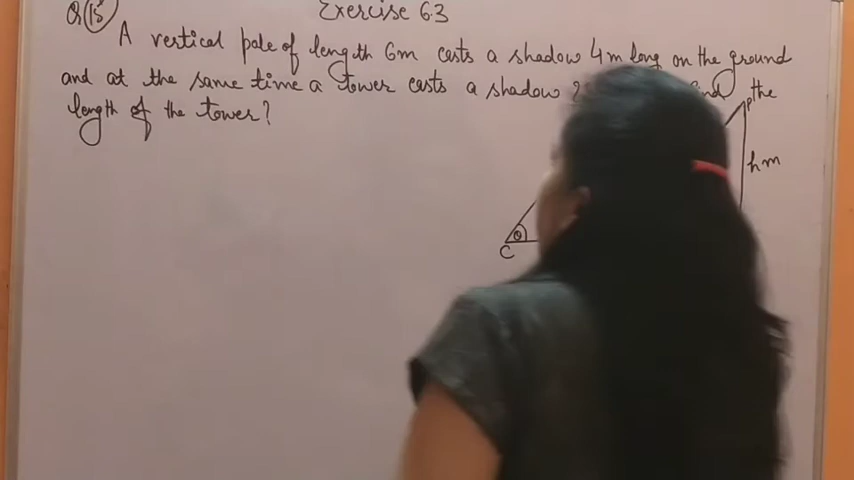 Exercise 6.3
Q 15
A vertical pole of length 6m casts a shadow 4m long on the ground
and at the same time a tower casts a shadow
the
length of the tower?
P
hm
θ
C